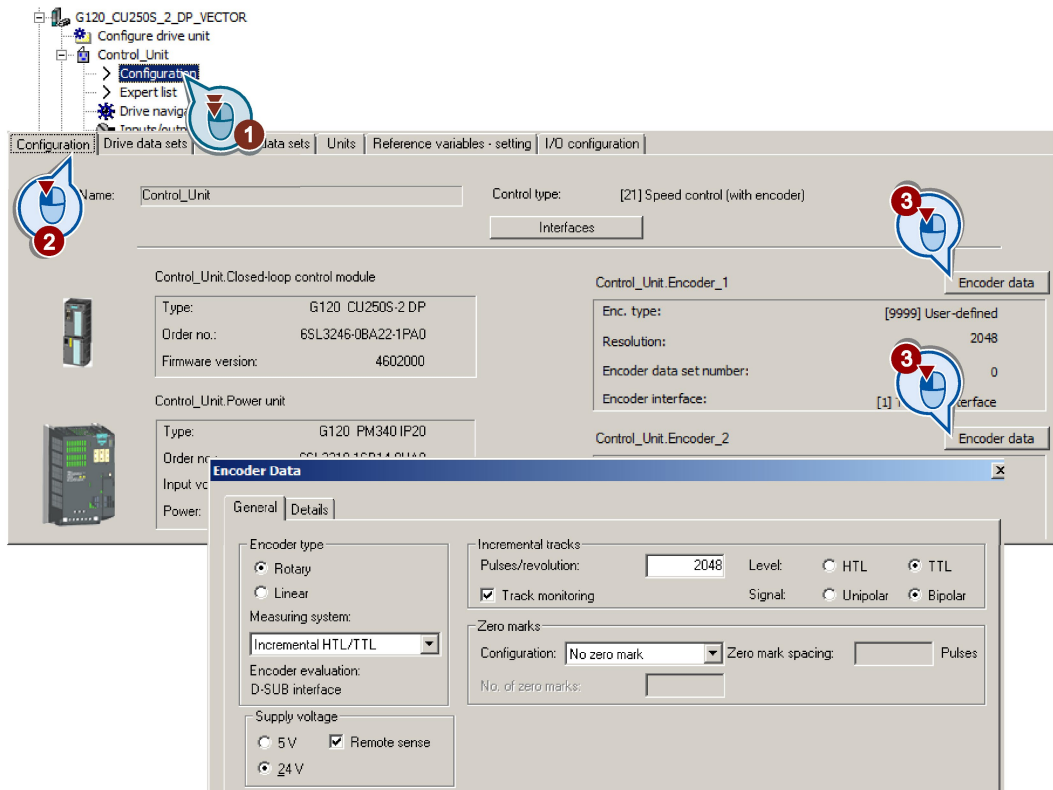 G120_CU250S_2_DP_VECTOR
Configure drive unit
Control_Unit
Configuration
Expert list
Drive
1
Configuration Drive data sets data sets Units Reference variables - setting I/O configuration
Name: Control_Unit Control type: [21] Speed control (with encoder)
2
3
Interfaces
Control_Unit.Closed-loop control module
Type: G120 CU250S-2 DP
Order no.: 6SL3246-0BA22-1PA0
Firmware version: 4602000
Control_Unit.Encoder_1 Encoder data
Enc. type: [9999] User-defined
Resolution: 2048
Encoder data set number: 0
Encoder interface: [1]
3
Control_Unit.Power unit
Type: G120 PM340 IP20
Order
Input
Power:
Control_Unit.Encoder_2 Encoder data
Encoder Data
General Details
Encoder type
Rotary
Linear
Measuring system:
Incremental HTL/TTL
Encoder evaluation:
D-SUB interface
Supply voltage
5 V Remote sense
24 V
Incremental tracks
Pulses/revolution: 2048 Level: HTL TTL
Track monitoring Signal: Unipolar Bipolar
Zero marks
Configuration: No zero mark Zero mark spacing: Pulses
No. of zero marks: